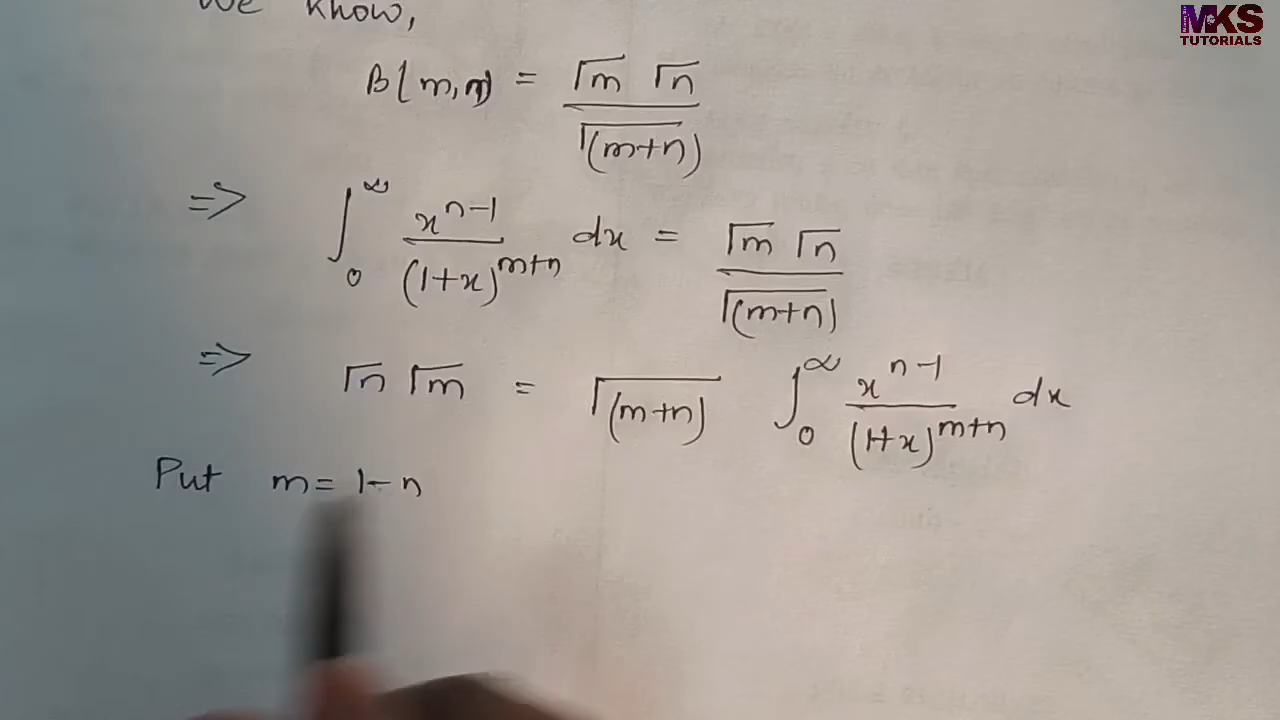 We know,
MKS
TUTORIALS
B(m,n) = Γm Γn / Γ(m+n)
=> ∫₀^∞ x^(n-1) / (1+x)^(m+n) dx = Γm Γn / Γ(m+n)
=> Γn Γm = Γ(m+n) ∫₀^∞ x^(n-1) / (1+x)^(m+n) dx
Put m = 1-n